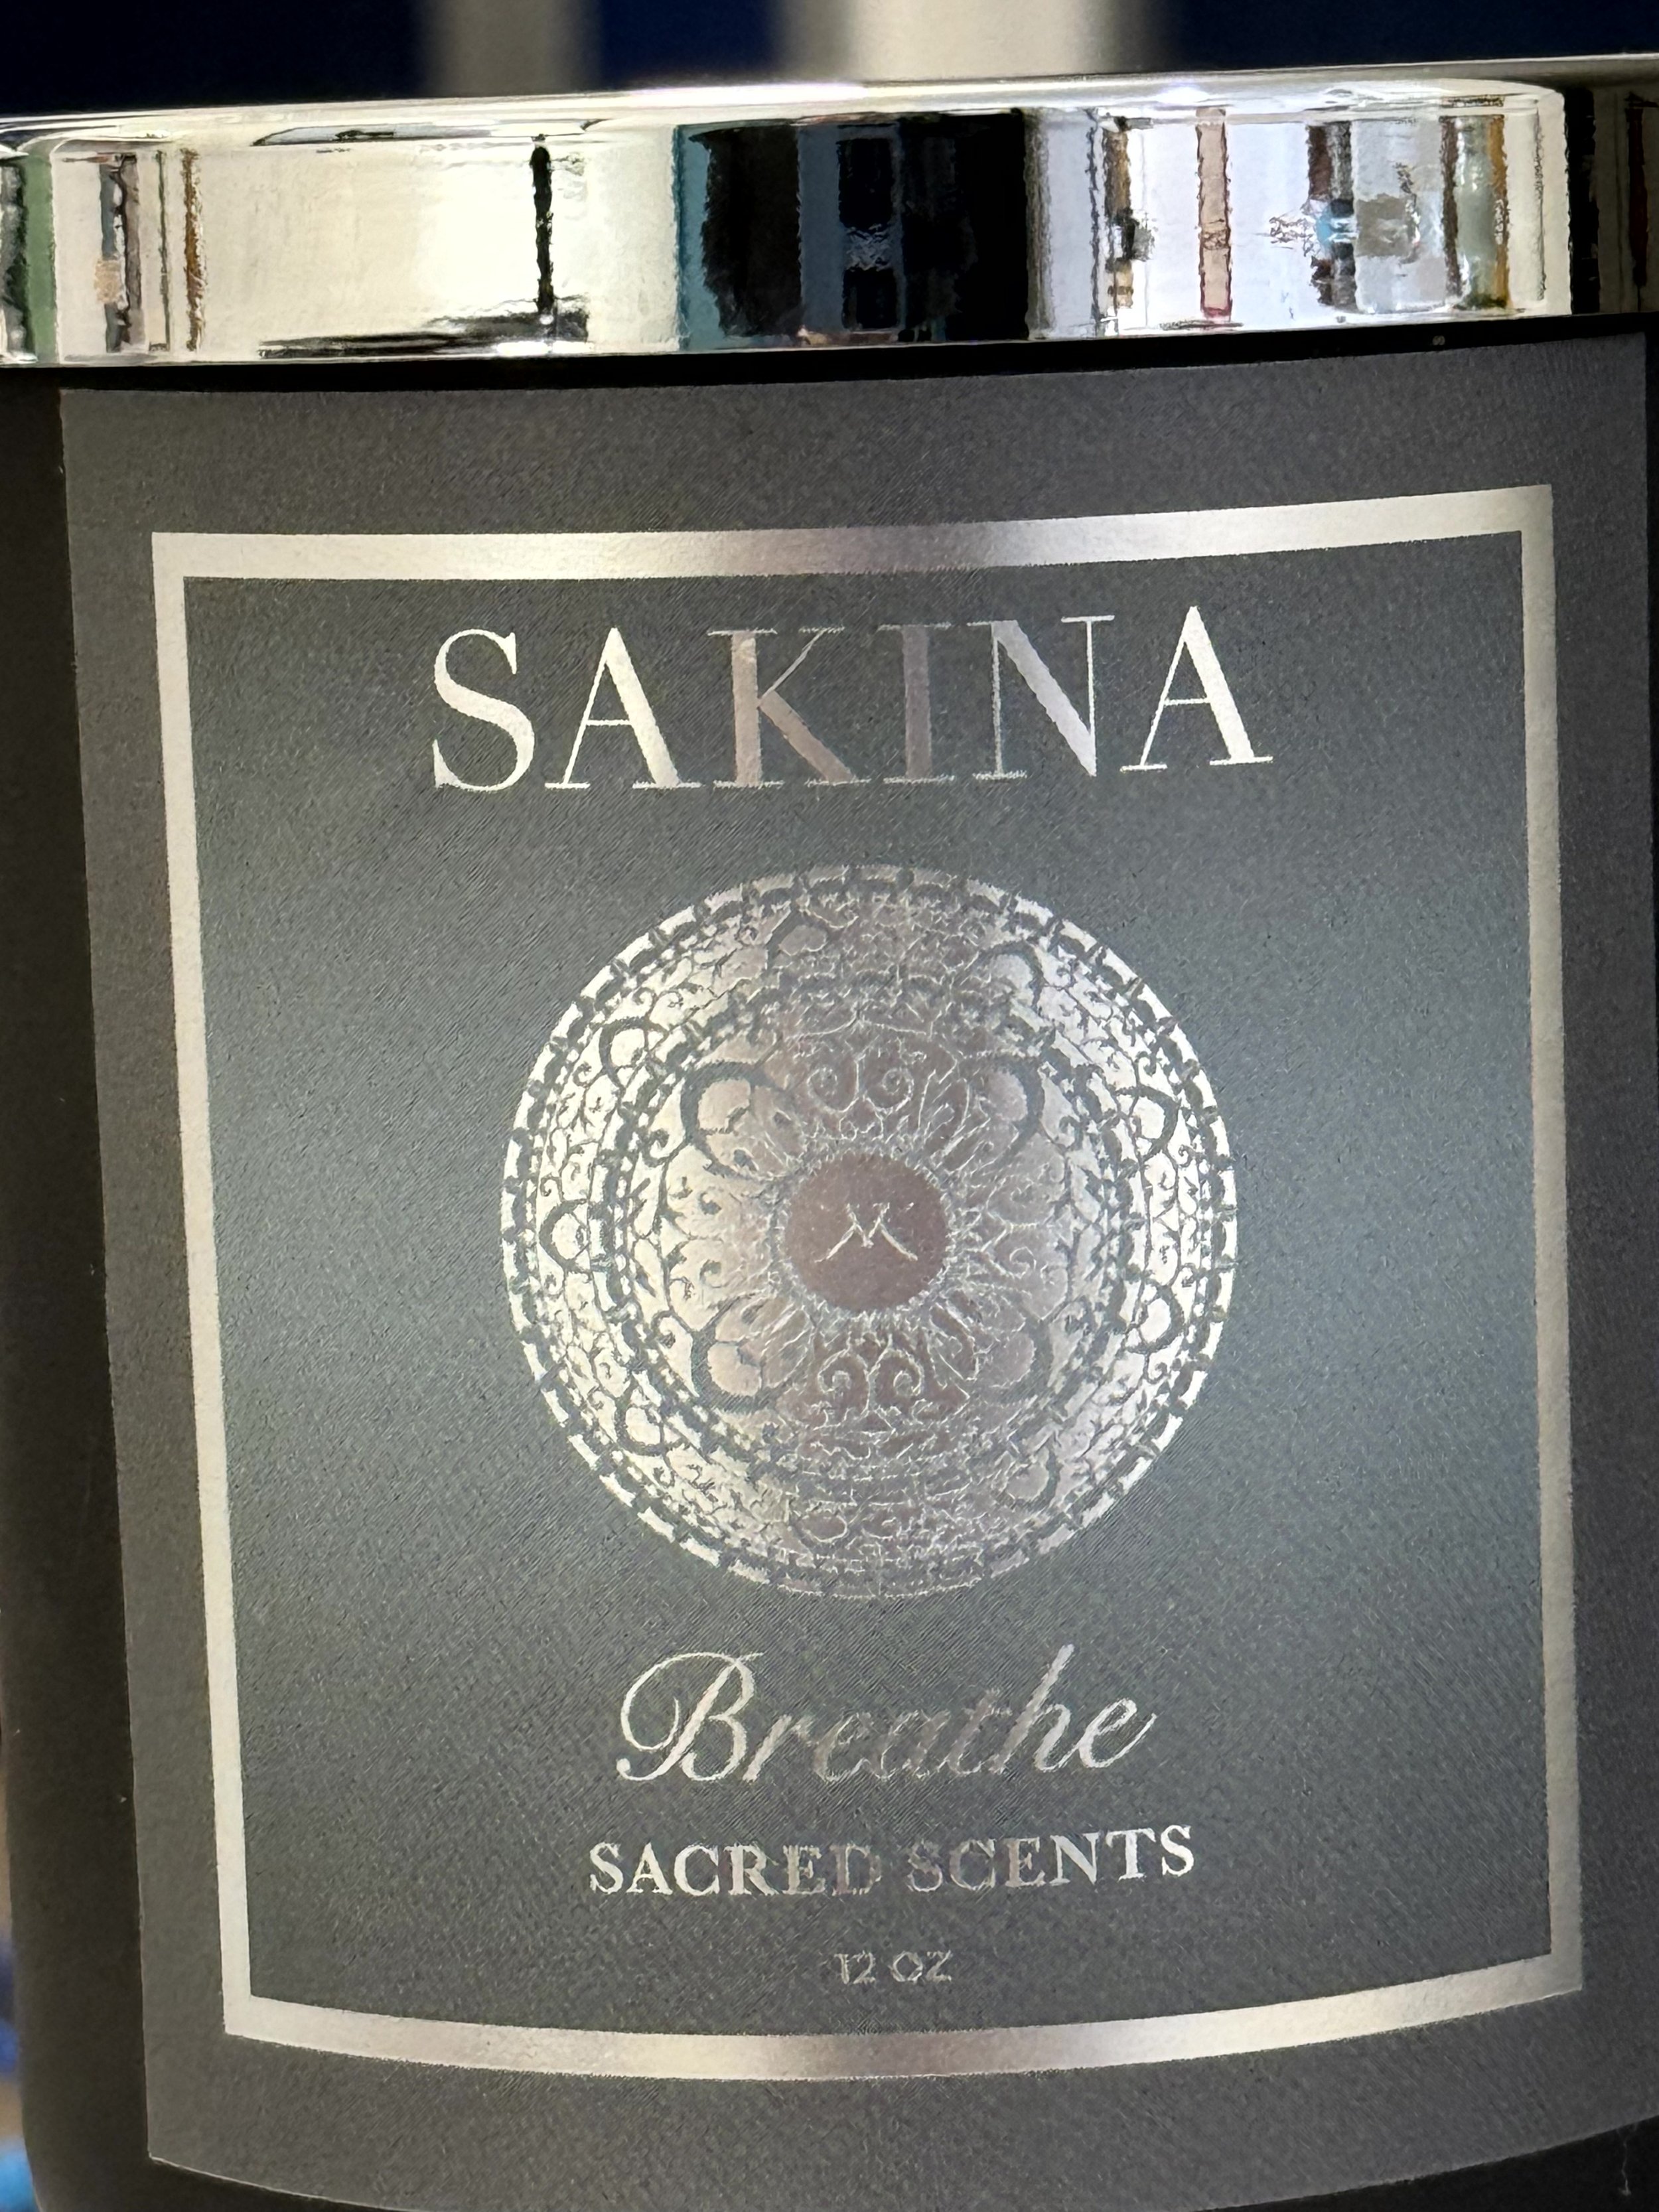 SAKINA
Breathe
SACRED SCENTS
12 OZ